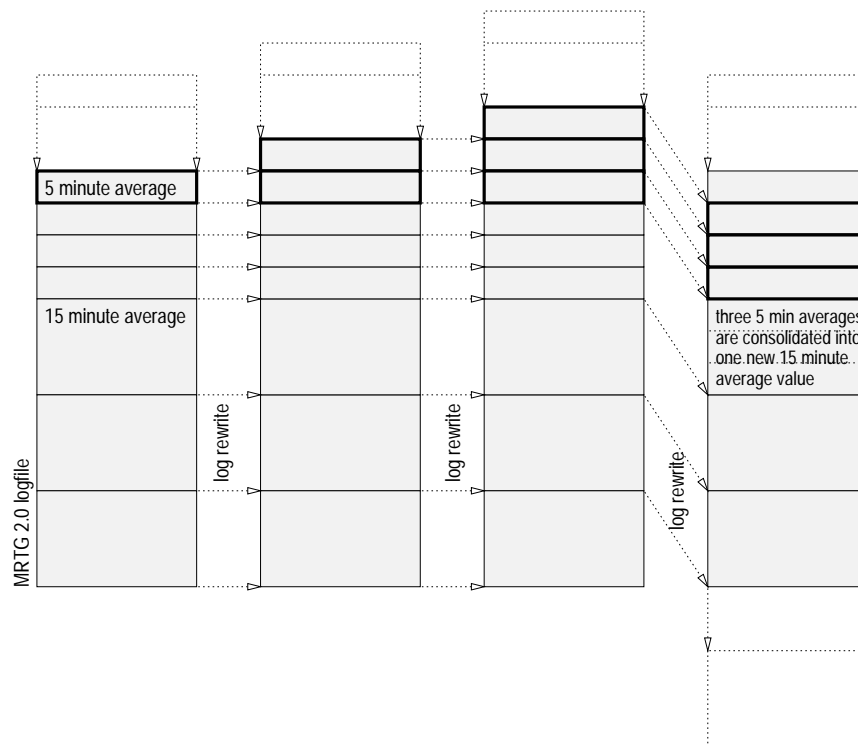 5 minute average
15 minute average
three 5 min averages
are consolidated into
one new 15 minute
average value
MRTG 2.0 logfile
log rewrite
log rewrite
log rewrite